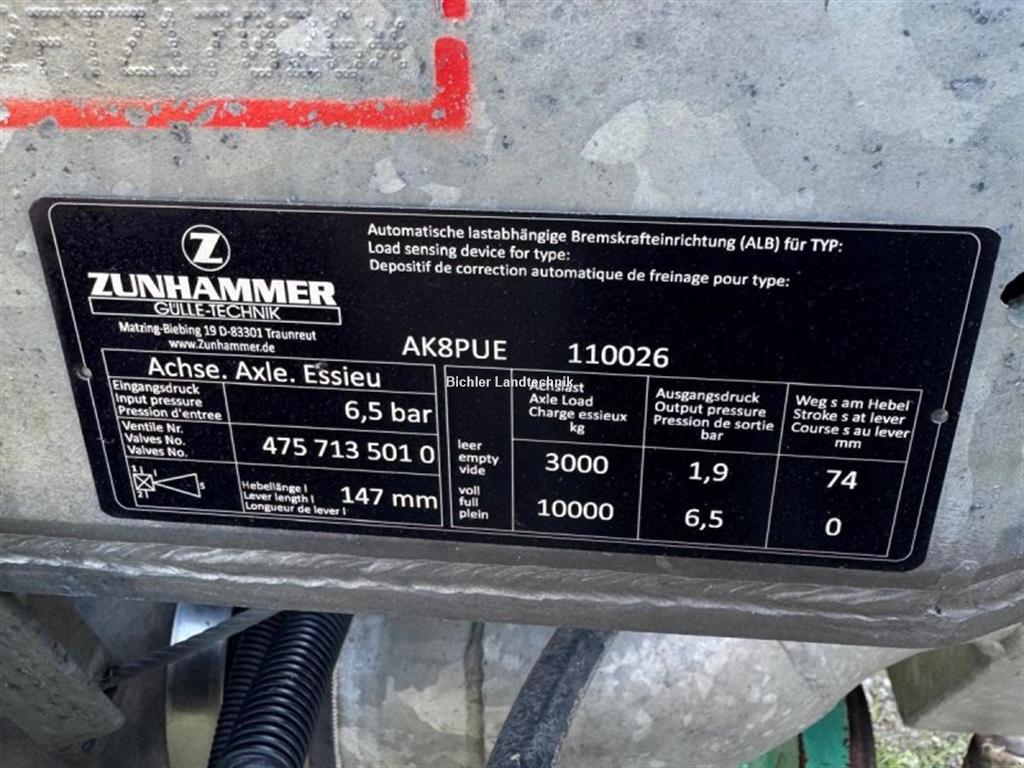 Z
ZUNHAMMER
GÜLLE-TECHNIK
Matzing-Biebing 19 D-83301 Traunreut
www.Zunhammer.de
Automatische lastabhängige Bremskrafteinrichtung (ALB) für TYP:
Load sensing device for type:
Depositif de correction automatique de freinage pour type:
AK8PUE 110026
Achse. Axle. Essieu
Eingangsdruck
Input pressure
Pression d'entree
6,5 bar
Ventile Nr.
Valves No.
Valves No.
475 713 501 0
1 l
2 l
s
Hebellänge l
Lever length l
Longueur de lever l
147 mm
Bichler Landtechnik
Achslast
Axle Load
Charge essieux
kg
Ausgangsdruck
Output pressure
Pression de sortie
bar
Weg s am Hebel
Stroke s at lever
Course s au lever
mm
leer
empty
vide
3000 1,9 74
voll
full
plein
10000 6,5 0